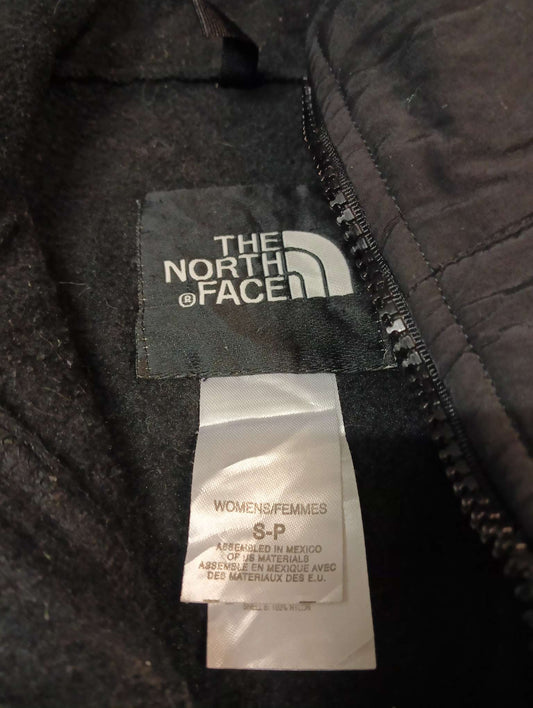 THE
NORTH
® FACE
WOMENS/FEMMES
S-P
ASSEMBLED IN MEXICO
OF US MATERIALS
ASSEMBLE EN MEXIQUE AVEC
DES MATERIAUX DES E.U.
100% NYLON